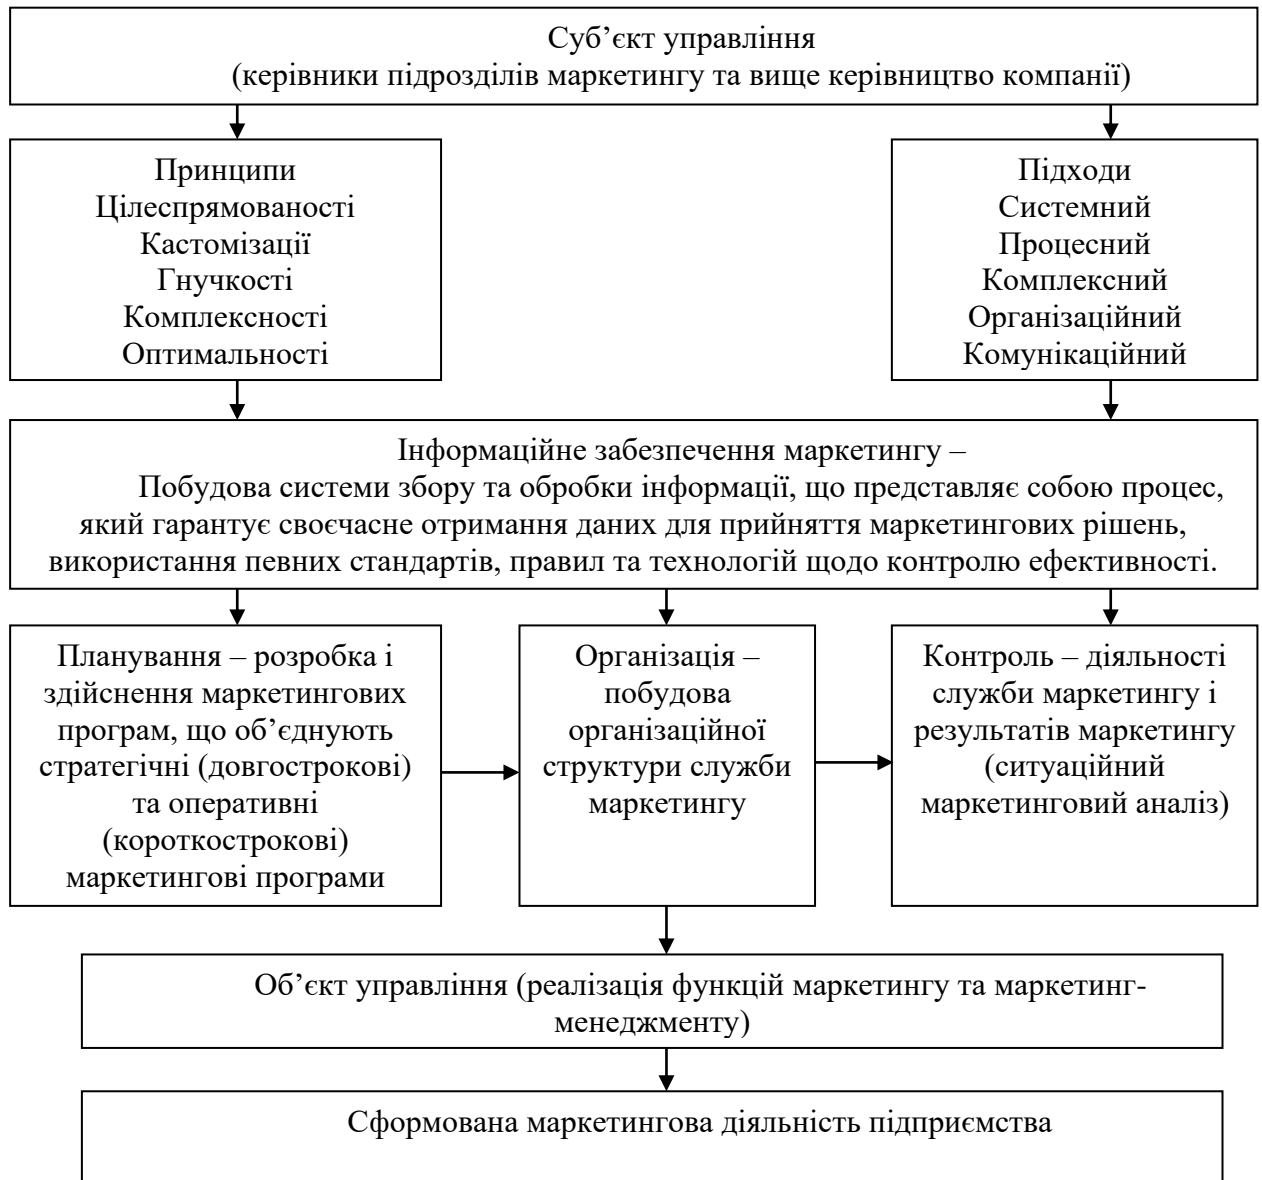 Суб’єкт управління
(керівники підрозділів маркетингу та вище керівництво компанії)
Принципи
Цілеспрямованості
Кастомізації
Гнучкості
Комплексності
Оптимальності
Підходи
Системний
Процесний
Комплексний
Організаційний
Комунікаційний
Інформаційне забезпечення маркетингу –
Побудова системи збору та обробки інформації, що представляє собою процес,
який гарантує своєчасне отримання даних для прийняття маркетингових рішень,
використання певних стандартів, правил та технологій щодо контролю ефективності.
Планування – розробка і
здійснення маркетингових
програм, що об’єднують
стратегічні (довгострокові)
та оперативні
(короткострокові)
маркетингові програми
Організація –
побудова
організаційної
структури служби
маркетингу
Контроль – діяльності
служби маркетингу і
результатів маркетингу
(ситуаційний
маркетинговий аналіз)
Об’єкт управління (реалізація функцій маркетингу та маркетинг-
менеджменту)
Сформована маркетингова діяльність підприємства